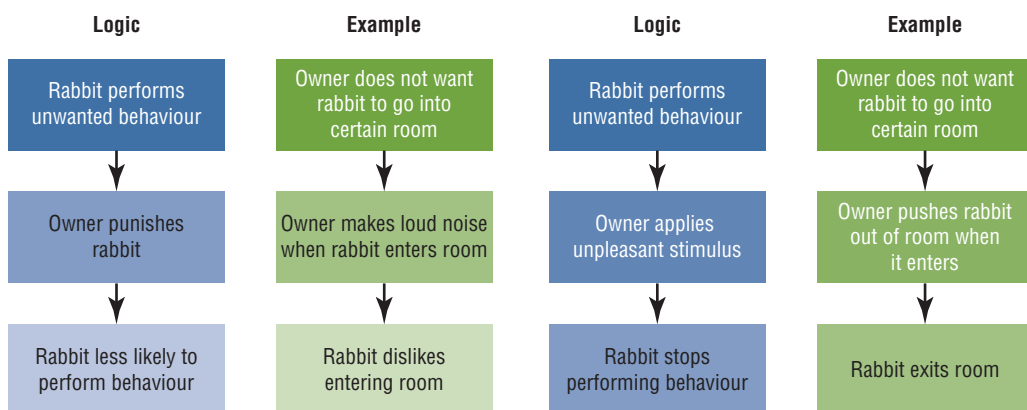 Logic
Rabbit performs
unwanted behaviour
Owner punishes
rabbit
Rabbit less likely to
perform behaviour
Example
Owner does not want
rabbit to go into
certain room
Owner makes loud noise
when rabbit enters room
Rabbit dislikes
entering room
Logic
Rabbit performs
unwanted behaviour
Owner applies
unpleasant stimulus
Rabbit stops
performing behaviour
Example
Owner does not want
rabbit to go into
certain room
Owner pushes rabbit
out of room when
it enters
Rabbit exits room